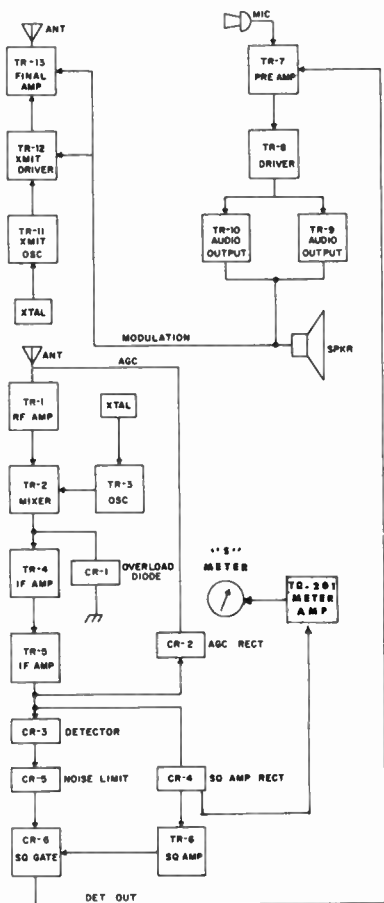 ANT
MIC
TR-13
FINAL
AMP
TR-7
PRE AMP
TR-12
XMIT
DRIVER
TR-8
DRIVER
TR-11
XMIT
OSC
TR-10
AUDIO
OUTPUT
TR-9
AUDIO
OUTPUT
XTAL
MODULATION
SPKR
ANT
AGC
TR-1
RF AMP
XTAL
TR-2
MIXER
TR-3
OSC
TR-4
IF AMP
CR-1
OVERLOAD
DIODE
"S"
METER
TR-201
METER
AMP
TR-5
IF AMP
CR-2
AGC RECT
CR-3
DETECTOR
CR-5
NOISE LIMIT
CR-4
SQ AMP RECT
CR-6
SQ GATE
TR-6
SQ AMP
DET OUT